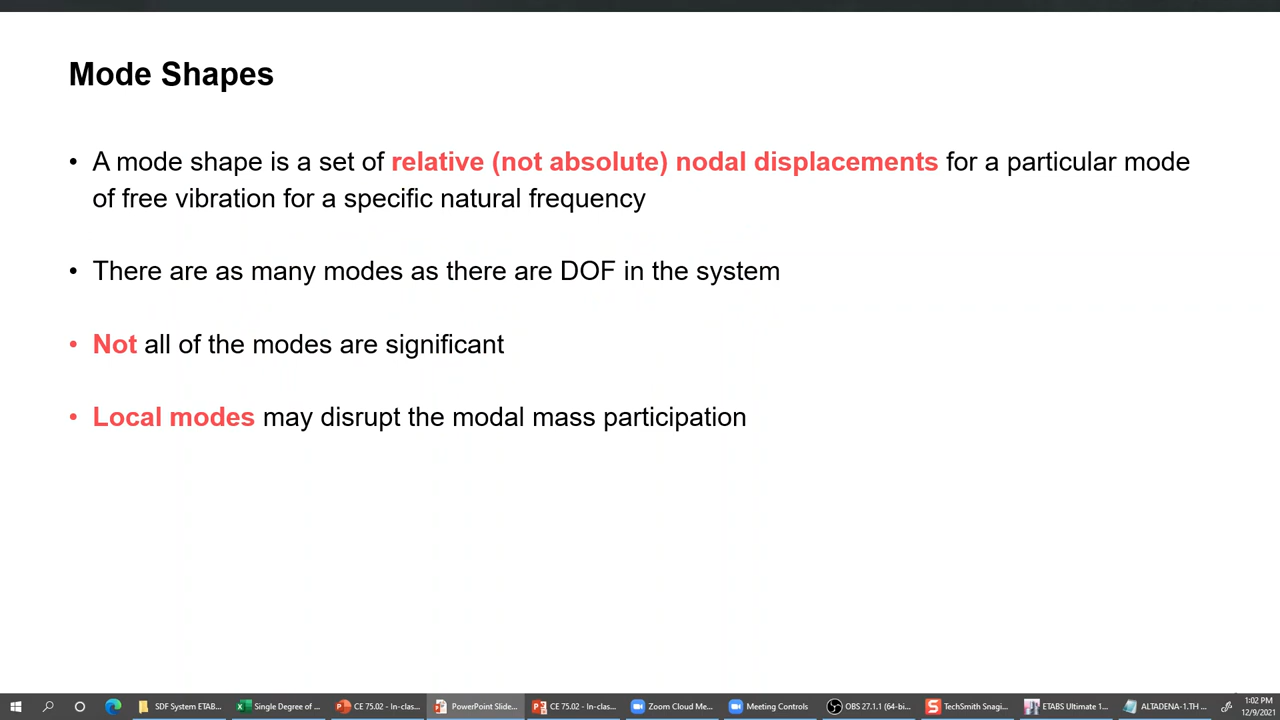 Mode Shapes
• A mode shape is a set of relative (not absolute) nodal displacements for a particular mode
of free vibration for a specific natural frequency
• There are as many modes as there are DOF in the system
• Not all of the modes are significant
• Local modes may disrupt the modal mass participation
SDF System ETAB... Single Degree of ... CE 75.02 - In-clas... PowerPoint Slide... CE 75.02 - In-clas... Zoom Cloud Me... Meeting Controls OBS 27.1.1 (64-bi... TechSmith Snagi... ETABS Ultimate 1... ALTADENA-1.TH ... 1:02 PM
12/9/2021